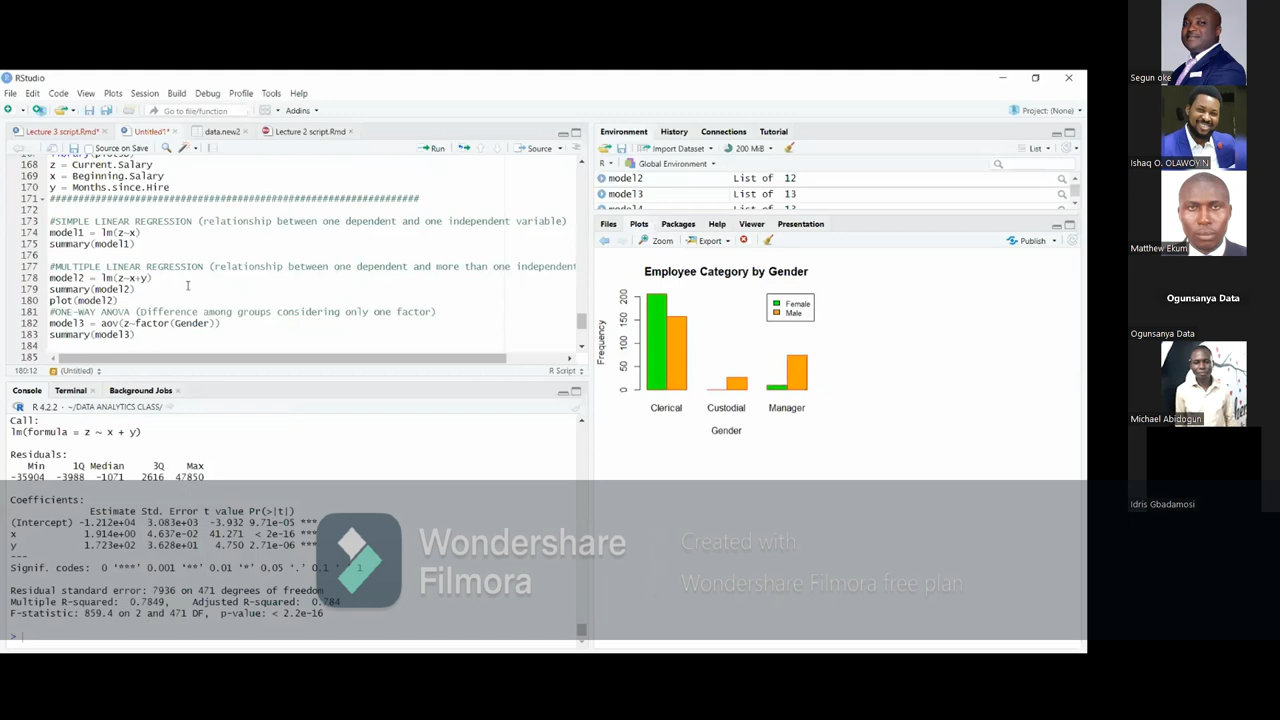 RStudio
File Edit Code View Plots Session Build Debug Profile Tools Help
Go to file/function
Addins
Project: (None)
Lecture 3 script.Rmd*
Untitled1*
data.new2
Lecture 2 script.Rmd
Source on Save
Run
Source
168 z = Current.Salary
169 x = Beginning.Salary
170 y = Months.since.Hire
171 ##################################################################
172
173 #SIMPLE LINEAR REGRESSION (relationship between one dependent and one independent variable)
174 model1 = lm(z~x)
175 summary(model1)
176
177 #MULTIPLE LINEAR REGRESSION (relationship between one dependent and more than one independent
178 model2 = lm(z~x+y)
179 summary(model2)
180 plot(model2)
181 #ONE-WAY ANOVA (Difference among groups considering only one factor)
182 model3 = aov(z~factor(Gender))
183 summary(model3)
184
185
180:12
(Untitled)
R Script
Console Terminal Background Jobs
R 4.2.2 · ~/DATA ANALYTICS CLASS/
Call:
lm(formula = z ~ x + y)
Residuals:
Min 1Q Median 3Q Max
-35904 -3988 -1071 2616 47850
Coefficients:
Estimate Std. Error t value Pr(>|t|)
(Intercept) -1.212e+04 3.083e+03 -3.932 9.71e-05 ***
x 1.914e+00 4.637e-02 41.271 < 2e-16 ***
y 1.723e+02 3.628e+01 4.750 2.71e-06 ***
---
Signif. codes: 0 '***' 0.001 '**' 0.01 '*' 0.05 '.' 0.1 ' ' 1
Residual standard error: 7936 on 471 degrees of freedom
Multiple R-squared: 0.7849, Adjusted R-squared: 0.784
F-statistic: 859.4 on 2 and 471 DF, p-value: < 2.2e-16
>
Environment History Connections Tutorial
Import Dataset
200 MiB
List
R
Global Environment
model2 List of 12
model3 List of 13
Files Plots Packages Help Viewer Presentation
Zoom
Export
Publish
Employee Category by Gender
Female
Male
Frequency
200
150
100
50
0
Clerical Custodial Manager
Gender
Wondershare
Filmora
Created with
Wondershare Filmora free plan
Segun oke
Ishaq O. OLAWOYIN
Matthew Ekum
Ogunsanya Data
Ogunsanya Data
Michael Abidogun
Idris Gbadamosi